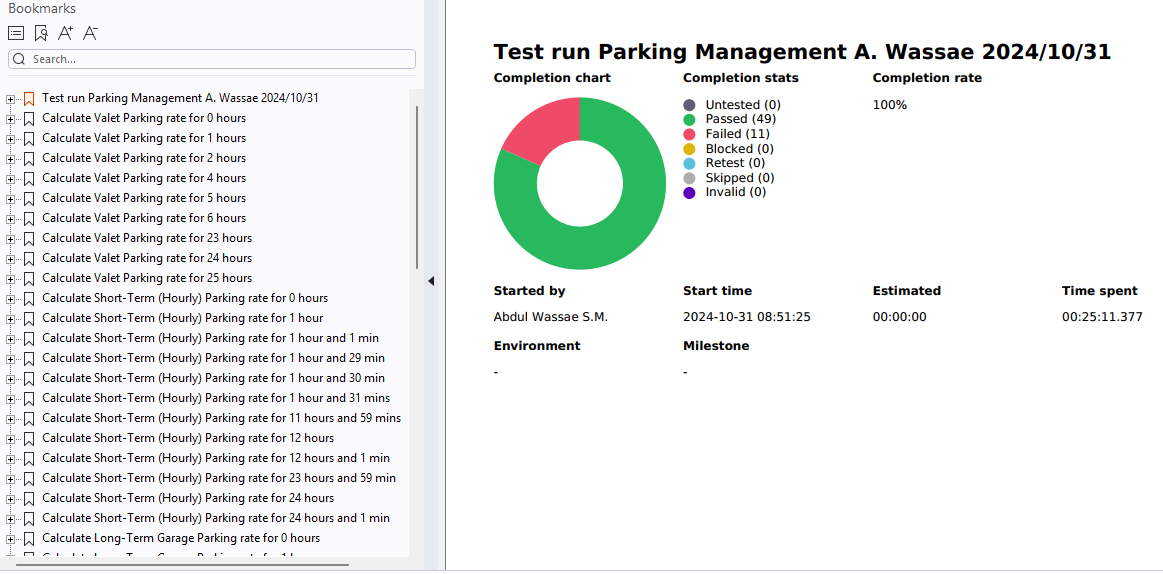 Bookmarks
A+ A-
Search...
Test run Parking Management A. Wassae 2024/10/31
Calculate Valet Parking rate for 0 hours
Calculate Valet Parking rate for 1 hours
Calculate Valet Parking rate for 2 hours
Calculate Valet Parking rate for 4 hours
Calculate Valet Parking rate for 5 hours
Calculate Valet Parking rate for 6 hours
Calculate Valet Parking rate for 23 hours
Calculate Valet Parking rate for 24 hours
Calculate Valet Parking rate for 25 hours
Calculate Short-Term (Hourly) Parking rate for 0 hours
Calculate Short-Term (Hourly) Parking rate for 1 hour
Calculate Short-Term (Hourly) Parking rate for 1 hour and 1 min
Calculate Short-Term (Hourly) Parking rate for 1 hour and 29 min
Calculate Short-Term (Hourly) Parking rate for 1 hour and 30 min
Calculate Short-Term (Hourly) Parking rate for 1 hour and 31 mins
Calculate Short-Term (Hourly) Parking rate for 11 hours and 59 mins
Calculate Short-Term (Hourly) Parking rate for 12 hours
Calculate Short-Term (Hourly) Parking rate for 12 hours and 1 min
Calculate Short-Term (Hourly) Parking rate for 23 hours and 59 min
Calculate Short-Term (Hourly) Parking rate for 24 hours
Calculate Short-Term (Hourly) Parking rate for 24 hours and 1 min
Calculate Long-Term Garage Parking rate for 0 hours
Test run Parking Management A. Wassae 2024/10/31
Completion chart Completion stats Completion rate
Untested (0) 100%
Passed (49)
Failed (11)
Blocked (0)
Retest (0)
Skipped (0)
Invalid (0)
Started by Start time Estimated Time spent
Abdul Wassae S.M. 2024-10-31 08:51:25 00:00:00 00:25:11.377
Environment Milestone
- -